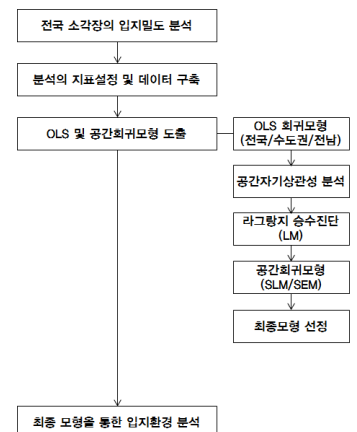 전국 소각장의 입지밀도 분석
분석의 지표설정 및 데이터 구축
OLS 및 공간회귀모형 도출
OLS 회귀모형
(전국/수도권/전남)
공간자기상관성 분석
라그랑지 승수진단
(LM)
공간회귀모형
(SLM/SEM)
최종모형 선정
최종 모형을 통한 입지환경 분석